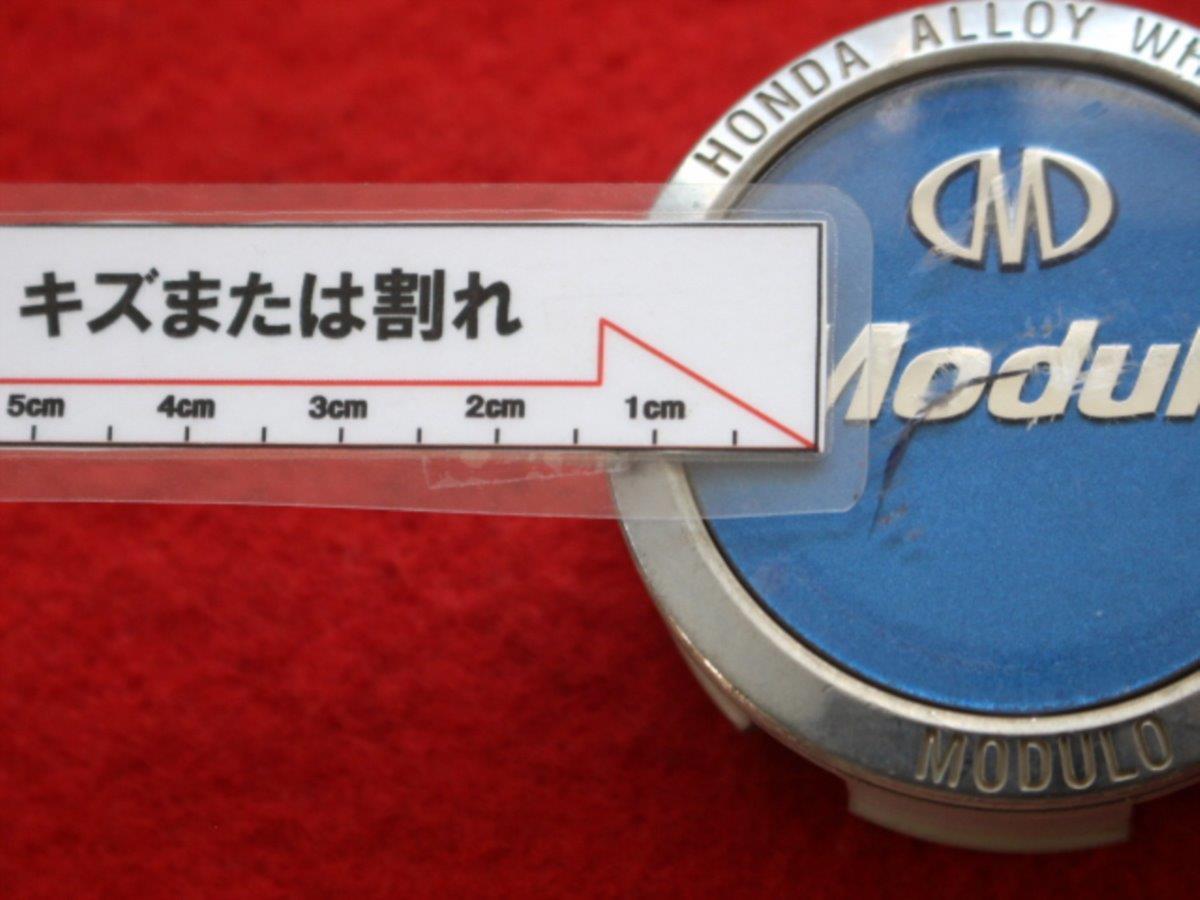 HONDA ALLOY WH
キズまたは割れ
Modul
5cm 4cm 3cm 2cm 1cm
MODULO